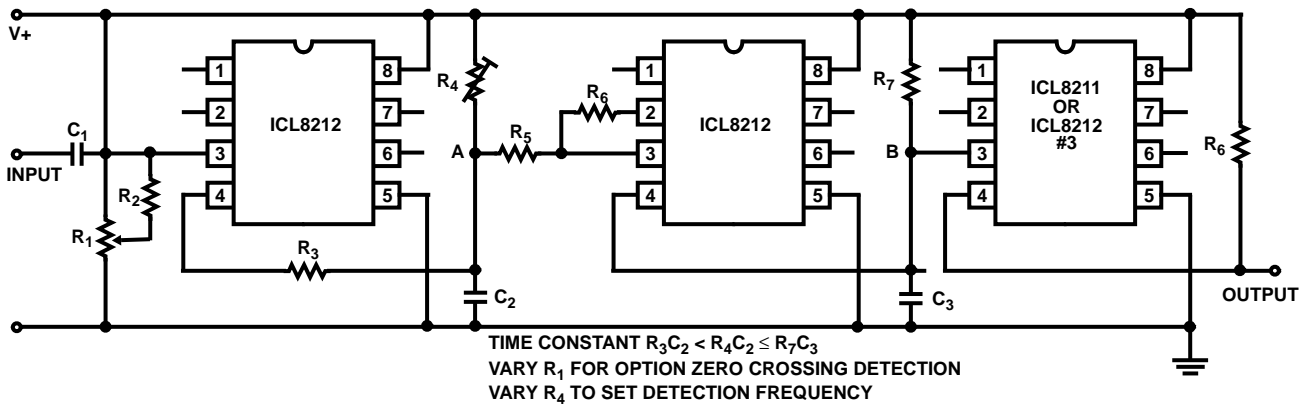 V+
INPUT
C1
R2
R1
1
2
3
4
ICL8212
8
7
6
5
R3
R4
A
C2
R5
R6
1
2
3
4
ICL8212
8
7
6
5
R7
B
C3
1
2
3
4
ICL8211
OR
ICL8212
#3
8
7
6
5
R6
OUTPUT
TIME CONSTANT R3C2 < R4C2 ≤ R7C3
VARY R1 FOR OPTION ZERO CROSSING DETECTION
VARY R4 TO SET DETECTION FREQUENCY